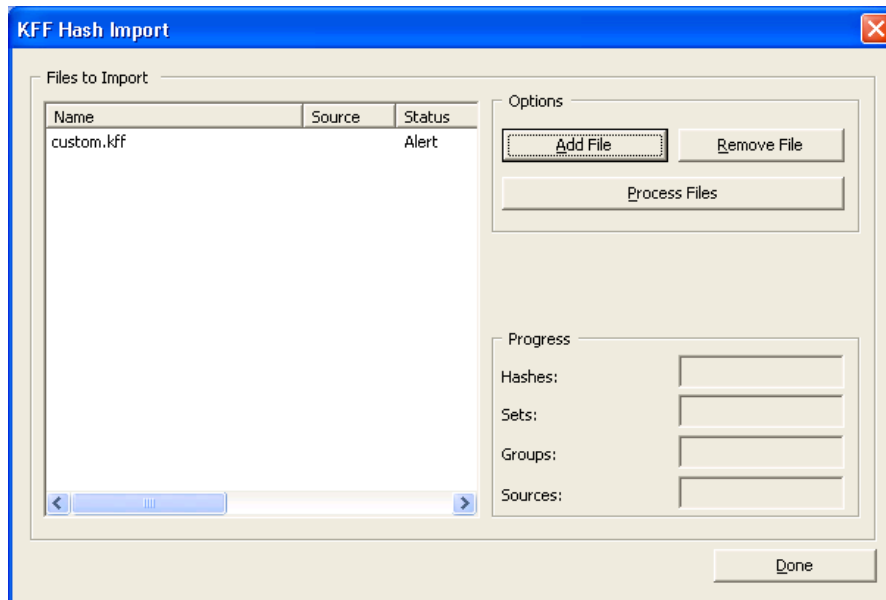 KFF Hash Import
Files to Import
Name Source Status
custom.kff Alert
Options
Add File Remove File
Process Files
Progress
Hashes:
Sets:
Groups:
Sources:
Done